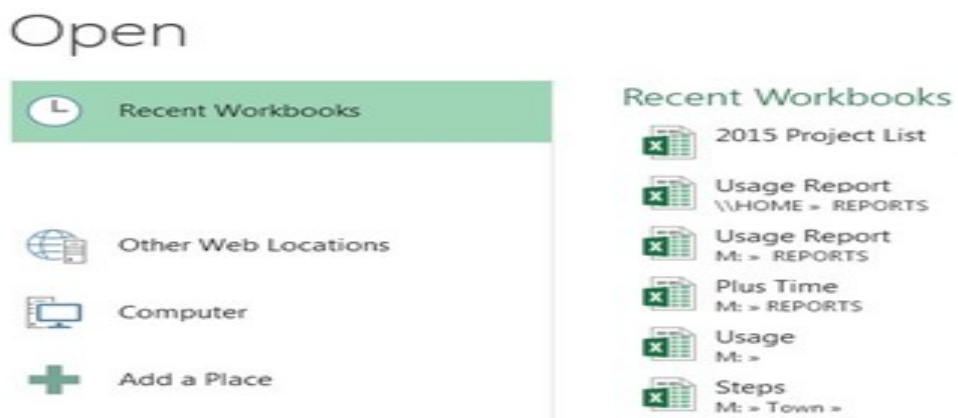 Open
Recent Workbooks
Other Web Locations
Computer
Add a Place
Recent Workbooks
2015 Project List
Usage Report
\\HOME » REPORTS
Usage Report
M: » REPORTS
Plus Time
M: » REPORTS
Usage
M: »
Steps
M: » Town »